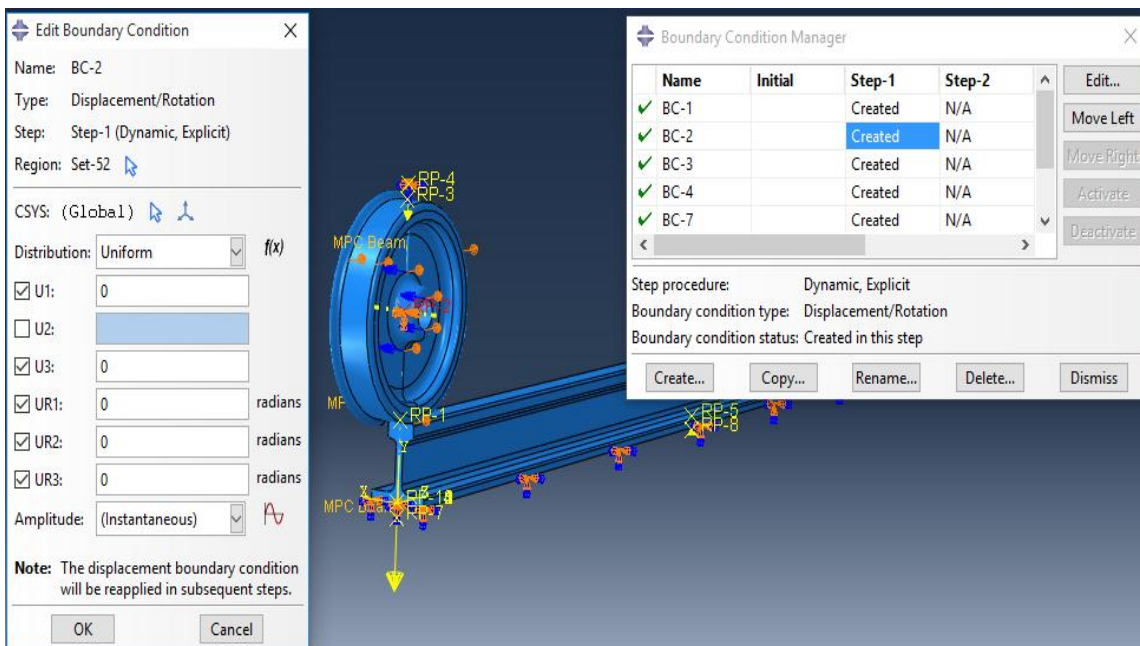 Edit Boundary Condition
Name: BC-2
Type: Displacement/Rotation
Step: Step-1 (Dynamic, Explicit)
Region: Set-52
CSYS: (Global)
Distribution: Uniform f(x)
U1: 0
U2:
U3: 0
UR1: 0 radians
UR2: 0 radians
UR3: 0 radians
Amplitude: (Instantaneous)
Note: The displacement boundary condition
will be reapplied in subsequent steps.
OK Cancel
RP-4
RP-3
MPC Beam
MP
RP-1
Y
RP-5
RP-8
MPC
RP-7
Boundary Condition Manager
Name Initial Step-1 Step-2
BC-1 Created N/A
BC-2 Created N/A
BC-3 Created N/A
BC-4 Created N/A
BC-7 Created N/A
Edit...
Move Left
Move Right
Activate
Deactivate
Step procedure: Dynamic, Explicit
Boundary condition type: Displacement/Rotation
Boundary condition status: Created in this step
Create... Copy... Rename... Delete... Dismiss